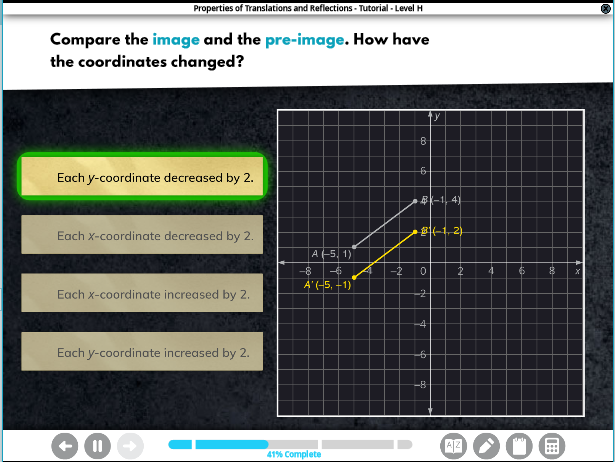 Properties of Translations and Reflections - Tutorial - Level H
Compare the image and the pre-image. How have
the coordinates changed?
Each y-coordinate decreased by 2.
Each x-coordinate decreased by 2.
Each x-coordinate increased by 2.
Each y-coordinate increased by 2.
y
8
6
4
B (−1, 4)
2
B′ (−1, 2)
A (−5, 1)
−8 −6 −4 −2 0 2 4 6 8 x
A′ (−5, −1)
−2
−4
−6
−8
A Z
41% Complete